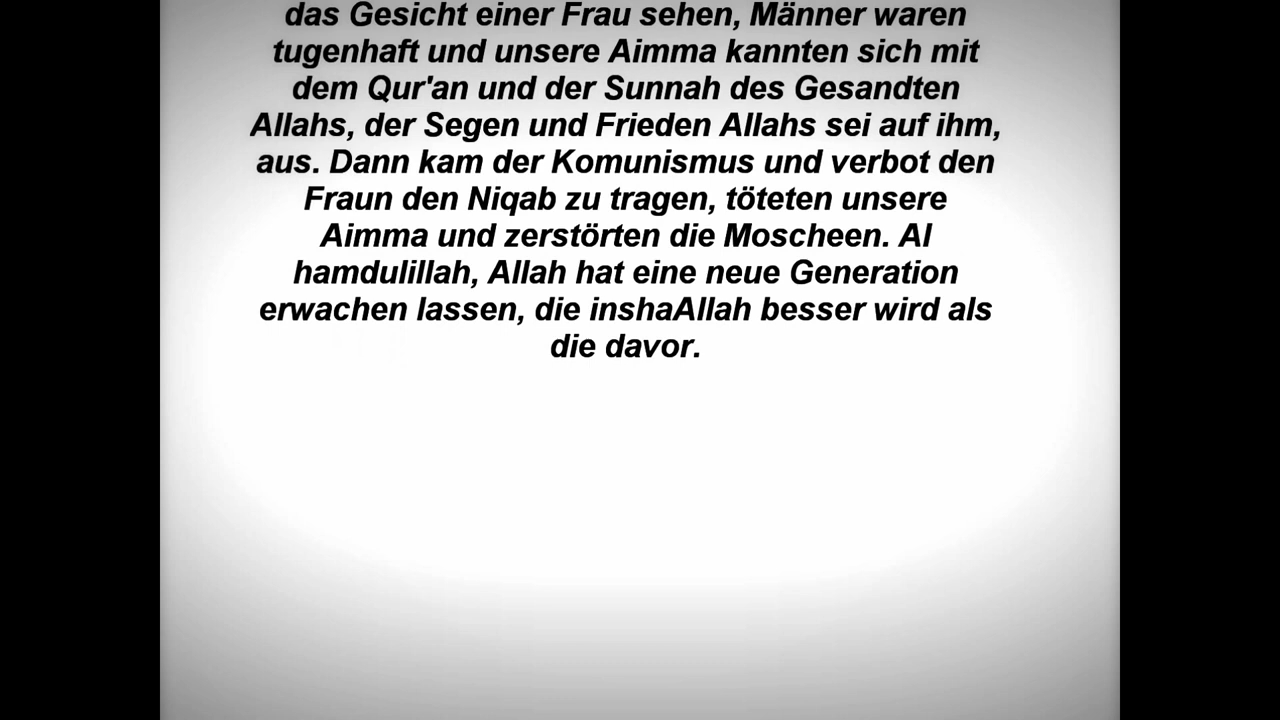 das Gesicht einer Frau sehen, Männer waren
tugenhaft und unsere Aimma kannten sich mit
dem Qur'an und der Sunnah des Gesandten
Allahs, der Segen und Frieden Allahs sei auf ihm,
aus. Dann kam der Komunismus und verbot den
Fraun den Niqab zu tragen, töteten unsere
Aimma und zerstörten die Moscheen. Al
hamdulillah, Allah hat eine neue Generation
erwachen lassen, die inshaAllah besser wird als
die davor.